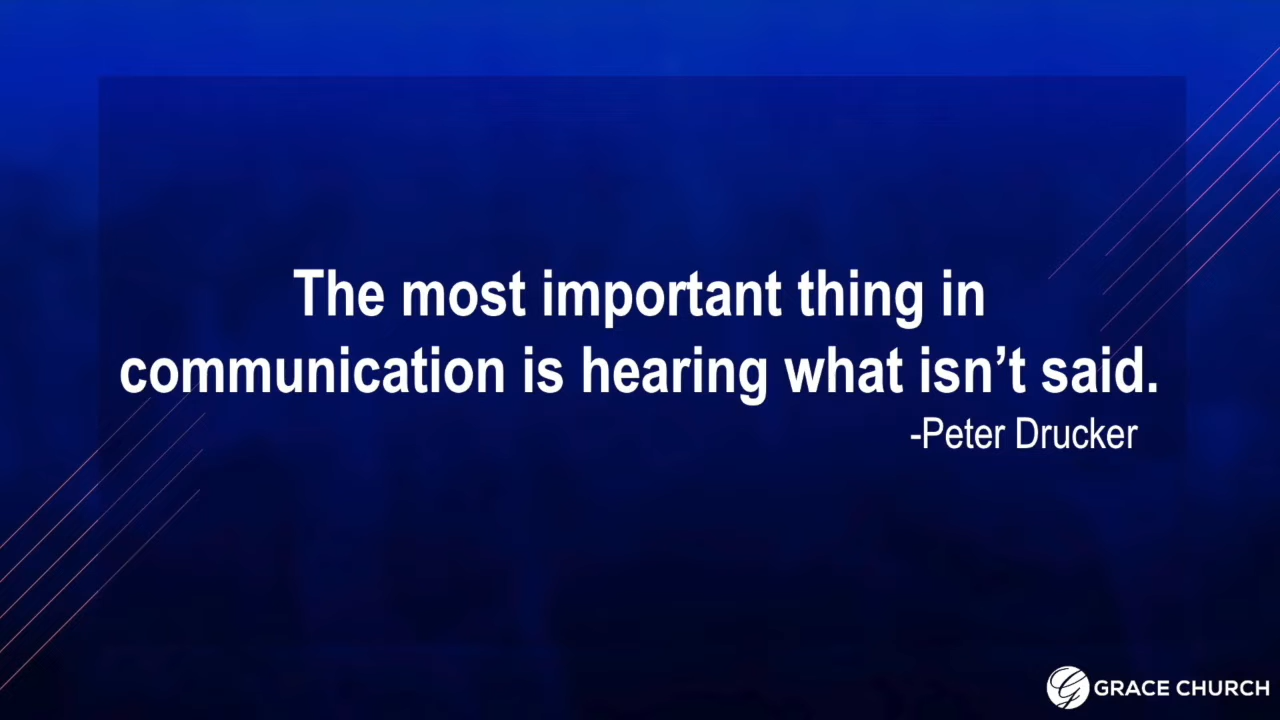 The most important thing in
communication is hearing what isn’t said.
-Peter Drucker
GRACE CHURCH